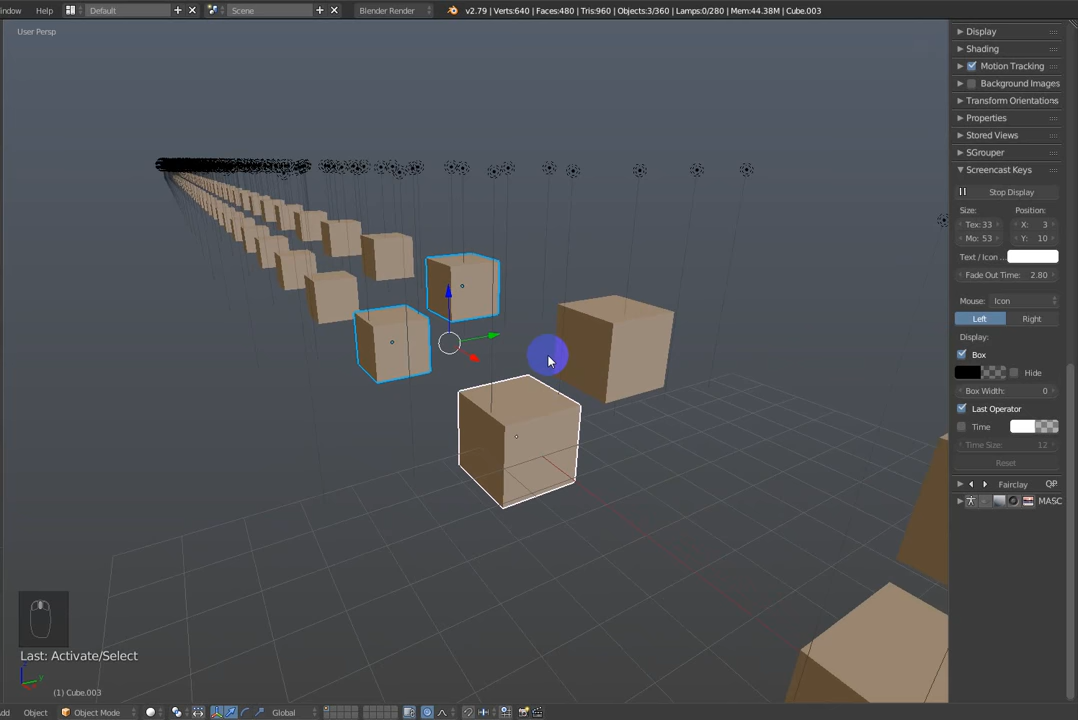 ndow Help Default Scene Blender Render v2.79 | Verts:640 | Faces:480 | Tris:960 | Objects:3/360 | Lamps:0/280 | Mem:44.38M | Cube.003
User Persp
Display
Shading
Motion Tracking
Background Images
Transform Orientations
Properties
Stored Views
SGrouper
Screencast Keys
Stop Display
Size: Position:
Tex: 33 X: 3
Mo: 53 Y: 10
Text / Icon ...
Fade Out Time: 2.80
Mouse: Icon
Left Right
Display:
Box
Hide
Box Width: 0
Last Operator
Time
Time Size: 12
Reset
Fairclay QP
MASC
Last: Activate/Select
(1) Cube.003
dd Object Object Mode Global